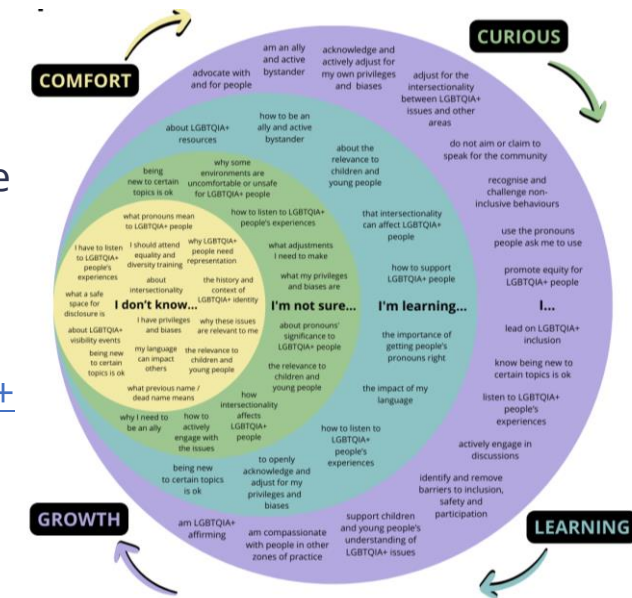 COMFORT
CURIOUS
GROWTH
LEARNING
e
+
I don't know...
what pronouns mean
to LGBTQIA+ people
I have to listen
to LGBTQIA+
people's
experiences
I should attend
equality and
diversity training
why LGBTQIA+
people need
representation
about
intersectionality
the history and
context of
LGBTQIA+ identity
what a safe
space for
disclosure is
I have privileges
and biases
why these issues
are relevant to me
about LGBTQIA+
visibility events
my language
can impact
others
the relevance to
children and
young people
being new
to certain
topics is ok
what previous name /
dead name means
I'm not sure...
being
new to certain
topics is ok
why some
environments are
uncomfortable or unsafe
for LGBTQIA+ people
how to listen to LGBTQIA+
people's experiences
what adjustments
I need to make
what my privileges
and biases are
about pronouns'
significance to
LGBTQIA+ people
the relevance to
children and
young people
how
intersectionality
affects
LGBTQIA+
people
how to
actively
engage with
the issues
why I need to
be an ally
I'm learning...
about LGBTQIA+
resources
how to be an
ally and active
bystander
about the
relevance to
children and
young people
that intersectionality
can affect LGBTQIA+
people
how to support
LGBTQIA+ people
the importance of
getting people's
pronouns right
the impact of my
language
how to listen to
LGBTQIA+
people's
experiences
to openly
acknowledge and
adjust for my
privileges and
biases
being new
to certain topics
is ok
I...
advocate with
and for people
am an ally
and active
bystander
acknowledge and
actively adjust for
my own privileges
and biases
adjust for the
intersectionality
between LGBTQIA+
issues and other
areas
do not aim or claim to
speak for the community
recognise and
challenge non-
inclusive behaviours
use the pronouns
people ask me to use
promote equity for
LGBTQIA+ people
lead on LGBTQIA+
inclusion
know being new to
certain topics is ok
listen to LGBTQIA+
people's
experiences
actively engage in
discussions
identify and remove
barriers to inclusion,
safety and
participation
support children
and young people's
understanding of
LGBTQIA+ issues
am compassionate
with people in other
zones of practice
am LGBTQIA+
affirming